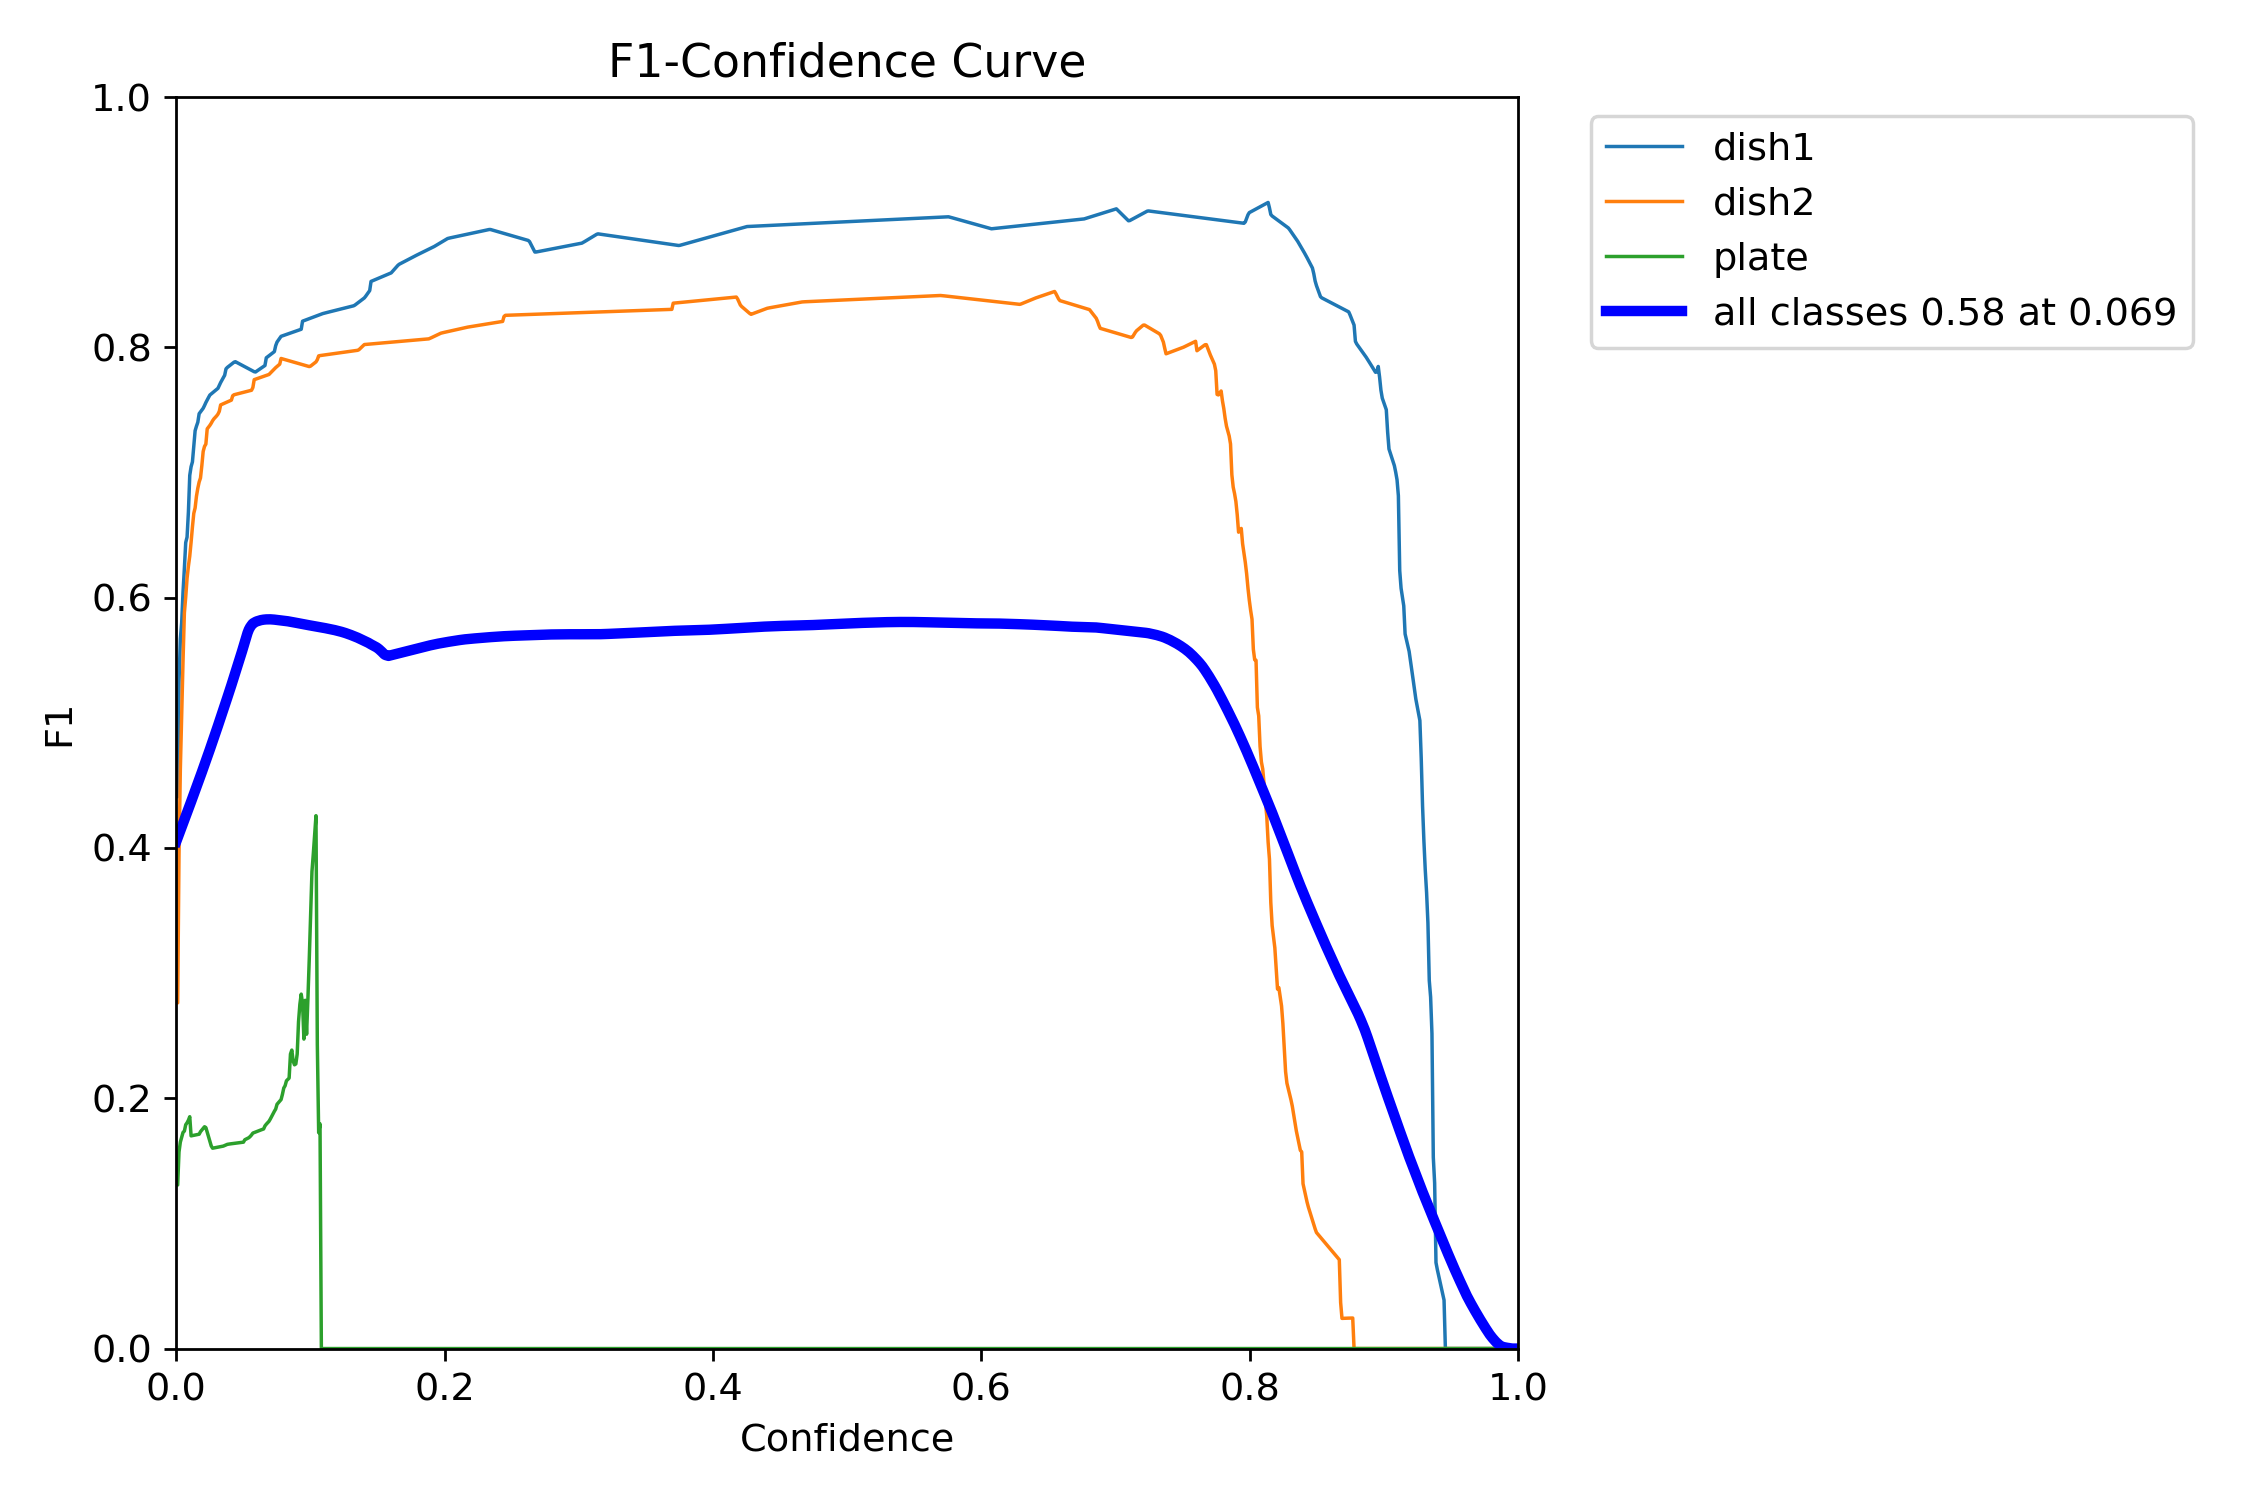 F1-Confidence Curve
dish1
dish2
plate
all classes 0.58 at 0.069
F1
1.0
0.8
0.6
0.4
0.2
0.0
0.0 0.2 0.4 0.6 0.8 1.0
Confidence